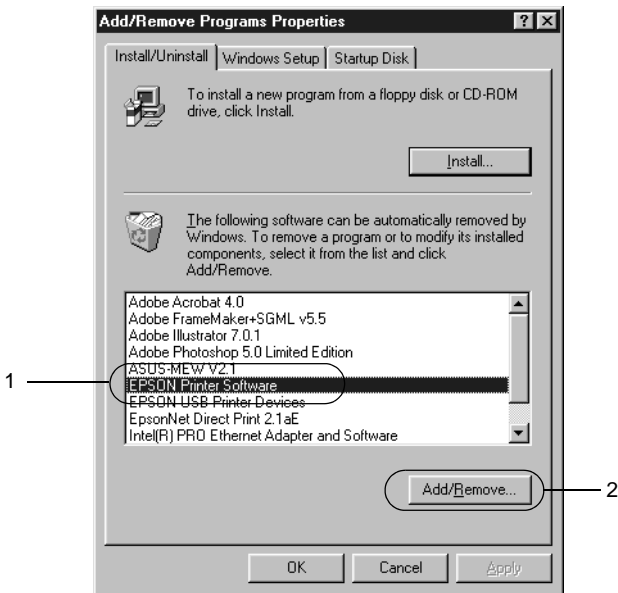 Add/Remove Programs Properties
Install/Uninstall Windows Setup Startup Disk
To install a new program from a floppy disk or CD-ROM
drive, click Install.
Install...
The following software can be automatically removed by
Windows. To remove a program or to modify its installed
components, select it from the list and click
Add/Remove.
Adobe Acrobat 4.0
Adobe FrameMaker+SGML v5.5
Adobe Illustrator 7.0.1
Adobe Photoshop 5.0 Limited Edition
ASUS-MEW V2.1
1
EPSON Printer Software
EPSON USB Printer Devices
EpsonNet Direct Print 2.1aE
Intel(R) PRO Ethernet Adapter and Software
Add/Remove...
2
OK Cancel Apply